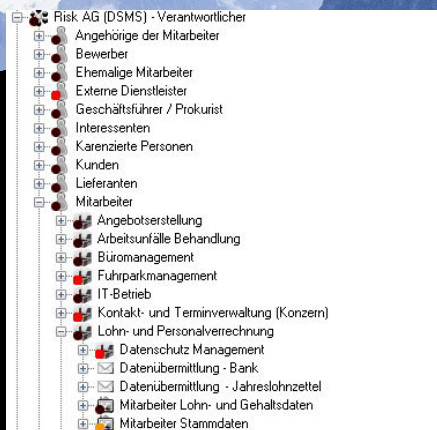 Risk AG (DSMS) - Verantwortlicher
Angehörige der Mitarbeiter
Bewerber
Ehemalige Mitarbeiter
Externe Dienstleister
Geschäftsführer / Prokurist
Interessenten
Karenzierte Personen
Kunden
Lieferanten
Mitarbeiter
Angebotserstellung
Arbeitsunfälle Behandlung
Büromanagement
Fuhrparkmanagement
IT-Betrieb
Kontakt- und Terminverwaltung (Konzern)
Lohn- und Personalverrechnung
Datenschutz Management
Datenübermittlung - Bank
Datenübermittlung - Jahreslohnzettel
Mitarbeiter Lohn- und Gehaltsdaten
Mitarbeiter Stammdaten